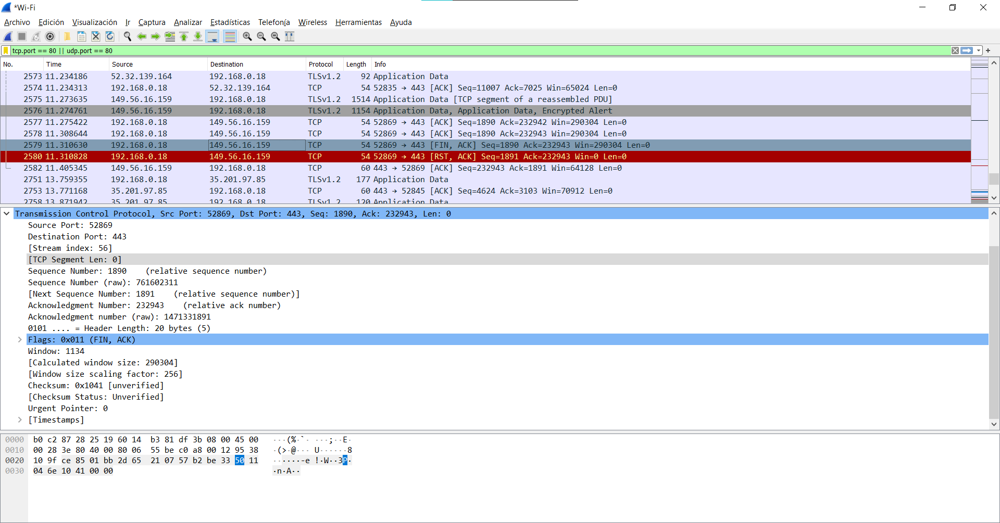 *Wi-Fi
Archivo Edición Visualización Ir Captura Analizar Estadísticas Telefonía Wireless Herramientas Ayuda
tcp.port == 80 || udp.port == 80
No. Time Source Destination Protocol Length Info
2573 11.234186 52.32.139.164 192.168.0.18 TLSv1.2 92 Application Data
2574 11.234313 192.168.0.18 52.32.139.164 TCP 54 52835 → 443 [ACK] Seq=11007 Ack=7025 Win=65024 Len=0
2575 11.273635 149.56.16.159 192.168.0.18 TLSv1.2 1514 Application Data [TCP segment of a reassembled PDU]
2576 11.274761 149.56.16.159 192.168.0.18 TLSv1.2 1154 Application Data, Application Data, Encrypted Alert
2577 11.275422 192.168.0.18 149.56.16.159 TCP 54 52869 → 443 [ACK] Seq=1890 Ack=232942 Win=290304 Len=0
2578 11.308644 192.168.0.18 149.56.16.159 TCP 54 52869 → 443 [ACK] Seq=1890 Ack=232943 Win=290304 Len=0
2579 11.310630 192.168.0.18 149.56.16.159 TCP 54 52869 → 443 [FIN, ACK] Seq=1890 Ack=232943 Win=290304 Len=0
2580 11.310828 192.168.0.18 149.56.16.159 TCP 54 52869 → 443 [RST, ACK] Seq=1891 Ack=232943 Win=0 Len=0
2582 11.405345 149.56.16.159 192.168.0.18 TCP 60 443 → 52869 [ACK] Seq=232943 Ack=1891 Win=64128 Len=0
2751 13.759355 192.168.0.18 35.201.97.85 TLSv1.2 177 Application Data
2753 13.771168 35.201.97.85 192.168.0.18 TCP 60 443 → 52845 [ACK] Seq=4624 Ack=3103 Win=70912 Len=0
2758 13.871942 35.201.97.85 192.168.0.18 TLSv1.2 120 Application Data
Transmission Control Protocol, Src Port: 52869, Dst Port: 443, Seq: 1890, Ack: 232943, Len: 0
Source Port: 52869
Destination Port: 443
[Stream index: 56]
[TCP Segment Len: 0]
Sequence Number: 1890 (relative sequence number)
Sequence Number (raw): 761602311
[Next Sequence Number: 1891 (relative sequence number)]
Acknowledgment Number: 232943 (relative ack number)
Acknowledgment number (raw): 1471331891
0101 .... = Header Length: 20 bytes (5)
Flags: 0x011 (FIN, ACK)
Window: 1134
[Calculated window size: 290304]
[Window size scaling factor: 256]
Checksum: 0x1041 [unverified]
[Checksum Status: Unverified]
Urgent Pointer: 0
[Timestamps]
0000 b0 c2 87 28 25 19 60 14 b3 81 df 3b 08 00 45 00 ···(%·`· ···;··E·
0010 00 28 3e 80 40 00 80 06 55 be c0 a8 00 12 95 38 ·(>·@··· U······8
0020 10 9f ce 85 01 bb 2d 65 21 07 57 b2 be 33 50 11 ······-e !·W··3P·
0030 04 6e 10 41 00 00 ·n·A··